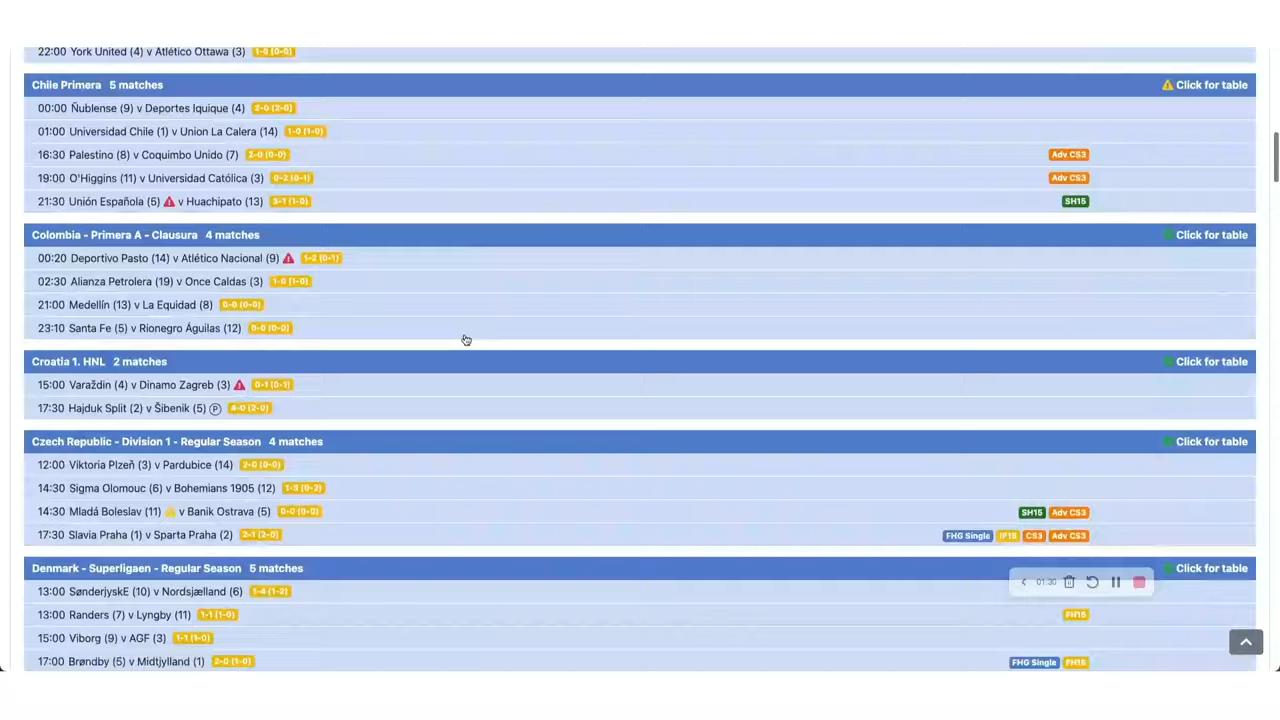 22:00 York United (4) v Atlético Ottawa (3) 1-0 (0-0)
Chile Primera 5 matches Click for table
00:00 Ñublense (9) v Deportes Iquique (4) 2-0 (2-0)
01:00 Universidad Chile (1) v Union La Calera (14) 1-0 (1-0)
16:30 Palestino (8) v Coquimbo Unido (7) 2-0 (0-0) Adv CS3
19:00 O'Higgins (11) v Universidad Católica (3) 0-2 (0-1) Adv CS3
21:30 Unión Española (5) v Huachipato (13) 3-1 (1-0) SH15
Colombia - Primera A - Clausura 4 matches Click for table
00:20 Deportivo Pasto (14) v Atlético Nacional (9) 1-2 (0-1)
02:30 Alianza Petrolera (19) v Once Caldas (3) 1-0 (1-0)
21:00 Medellín (13) v La Equidad (8) 0-0 (0-0)
23:10 Santa Fe (5) v Rionegro Águilas (12) 0-0 (0-0)
Croatia 1. HNL 2 matches Click for table
15:00 Varaždin (4) v Dinamo Zagreb (3) 0-1 (0-1)
17:30 Hajduk Split (2) v Šibenik (5) P 4-0 (2-0)
Czech Republic - Division 1 - Regular Season 4 matches Click for table
12:00 Viktoria Plzeň (3) v Pardubice (14) 2-0 (0-0)
14:30 Sigma Olomouc (6) v Bohemians 1905 (12) 1-3 (0-2)
14:30 Mladá Boleslav (11) v Banik Ostrava (5) 0-0 (0-0) SH15 Adv CS3
17:30 Slavia Praha (1) v Sparta Praha (2) 2-1 (2-0) FHG Single IP15 CS3 Adv CS3
Denmark - Superligaen - Regular Season 5 matches Click for table
01:30
13:00 SønderjyskE (10) v Nordsjælland (6) 1-4 (1-2)
13:00 Randers (7) v Lyngby (11) 1-1 (1-0) FH15
15:00 Viborg (9) v AGF (3) 1-1 (1-0)
17:00 Brøndby (5) v Midtjylland (1) 2-0 (1-0) FHG Single FH15